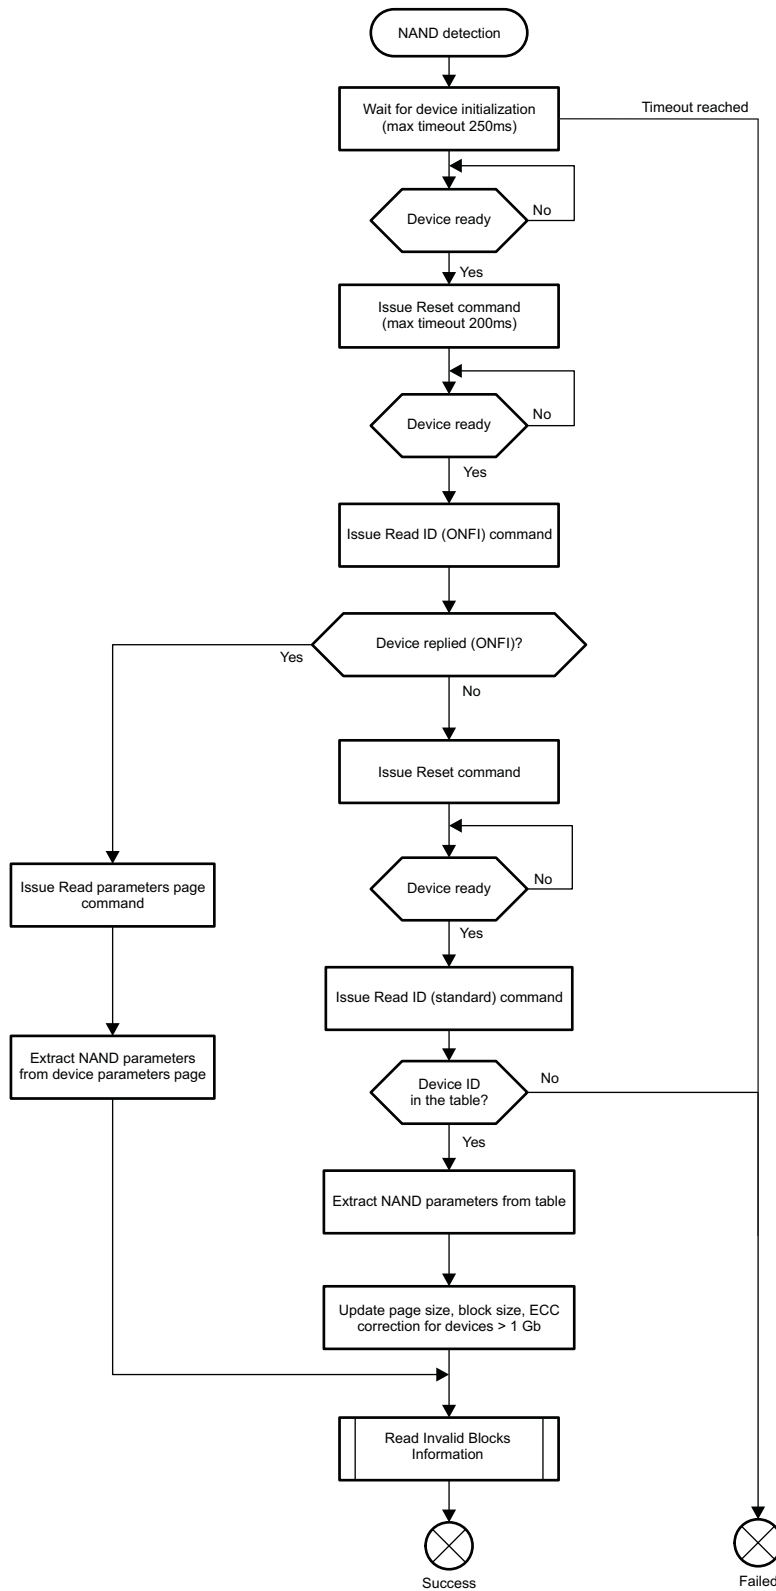 NAND detection
Wait for device initialization
(max timeout 250ms)
Timeout reached
Device ready
No
Yes
Issue Reset command
(max timeout 200ms)
Device ready
No
Yes
Issue Read ID (ONFI) command
Device replied (ONFI)?
Yes
No
Issue Reset command
Issue Read parameters page
command
Device ready
No
Yes
Issue Read ID (standard) command
Extract NAND parameters
from device parameters page
Device ID
in the table?
No
Yes
Extract NAND parameters from table
Update page size, block size, ECC
correction for devices > 1 Gb
Read Invalid Blocks
Information
Success
Failed